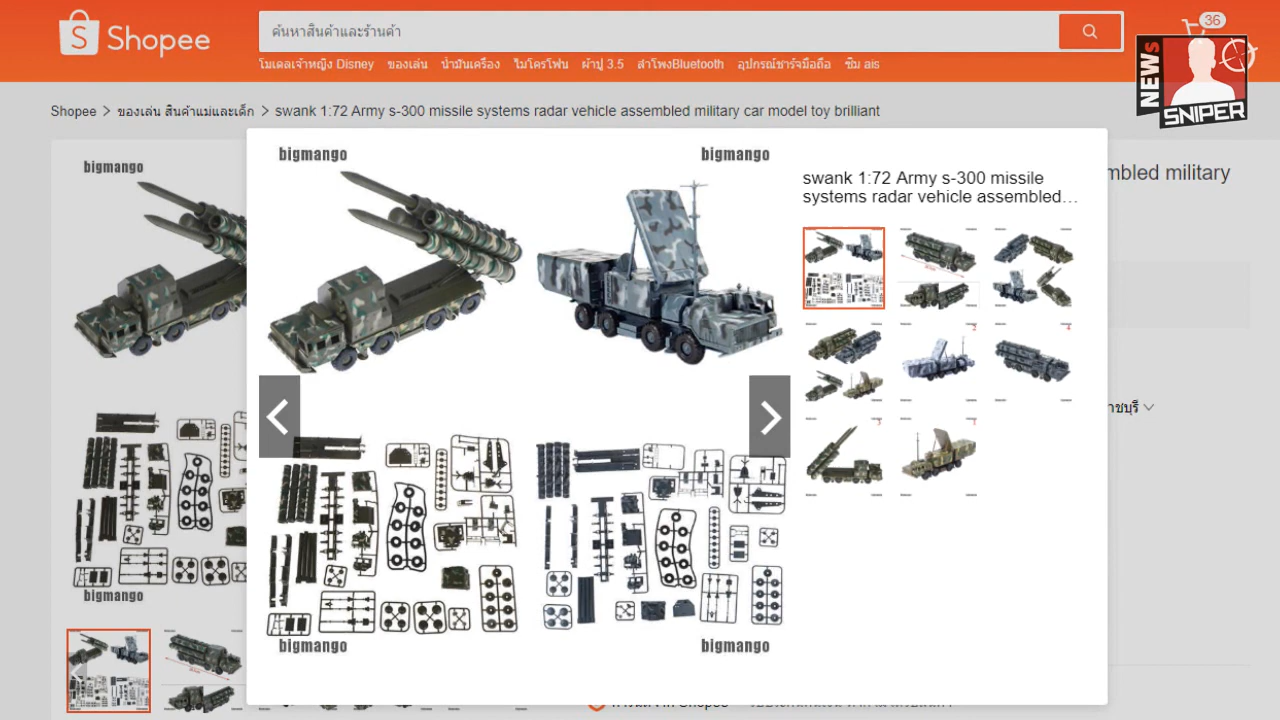 Shopee
ค้นหาสินค้าและร้านค้า
36
โมเดลเจ้าหญิง Disney ของเล่น น้ำมันเครื่อง ไมโครโฟน ผ้าปู 3.5 ลำโพงBluetooth อุปกรณ์ชาร์จมือถือ ซิม ais
NEWs
SNIPER
Shopee > ของเล่น สินค้าแม่และเด็ก > swank 1:72 Army s-300 missile systems radar vehicle assembled military car model toy brilliant
bigmango
bigmango
bigmango
mbled military
swank 1:72 Army s-300 missile
systems radar vehicle assembled…
าชบุรี
bigmango
bigmango
bigmango
Shopee